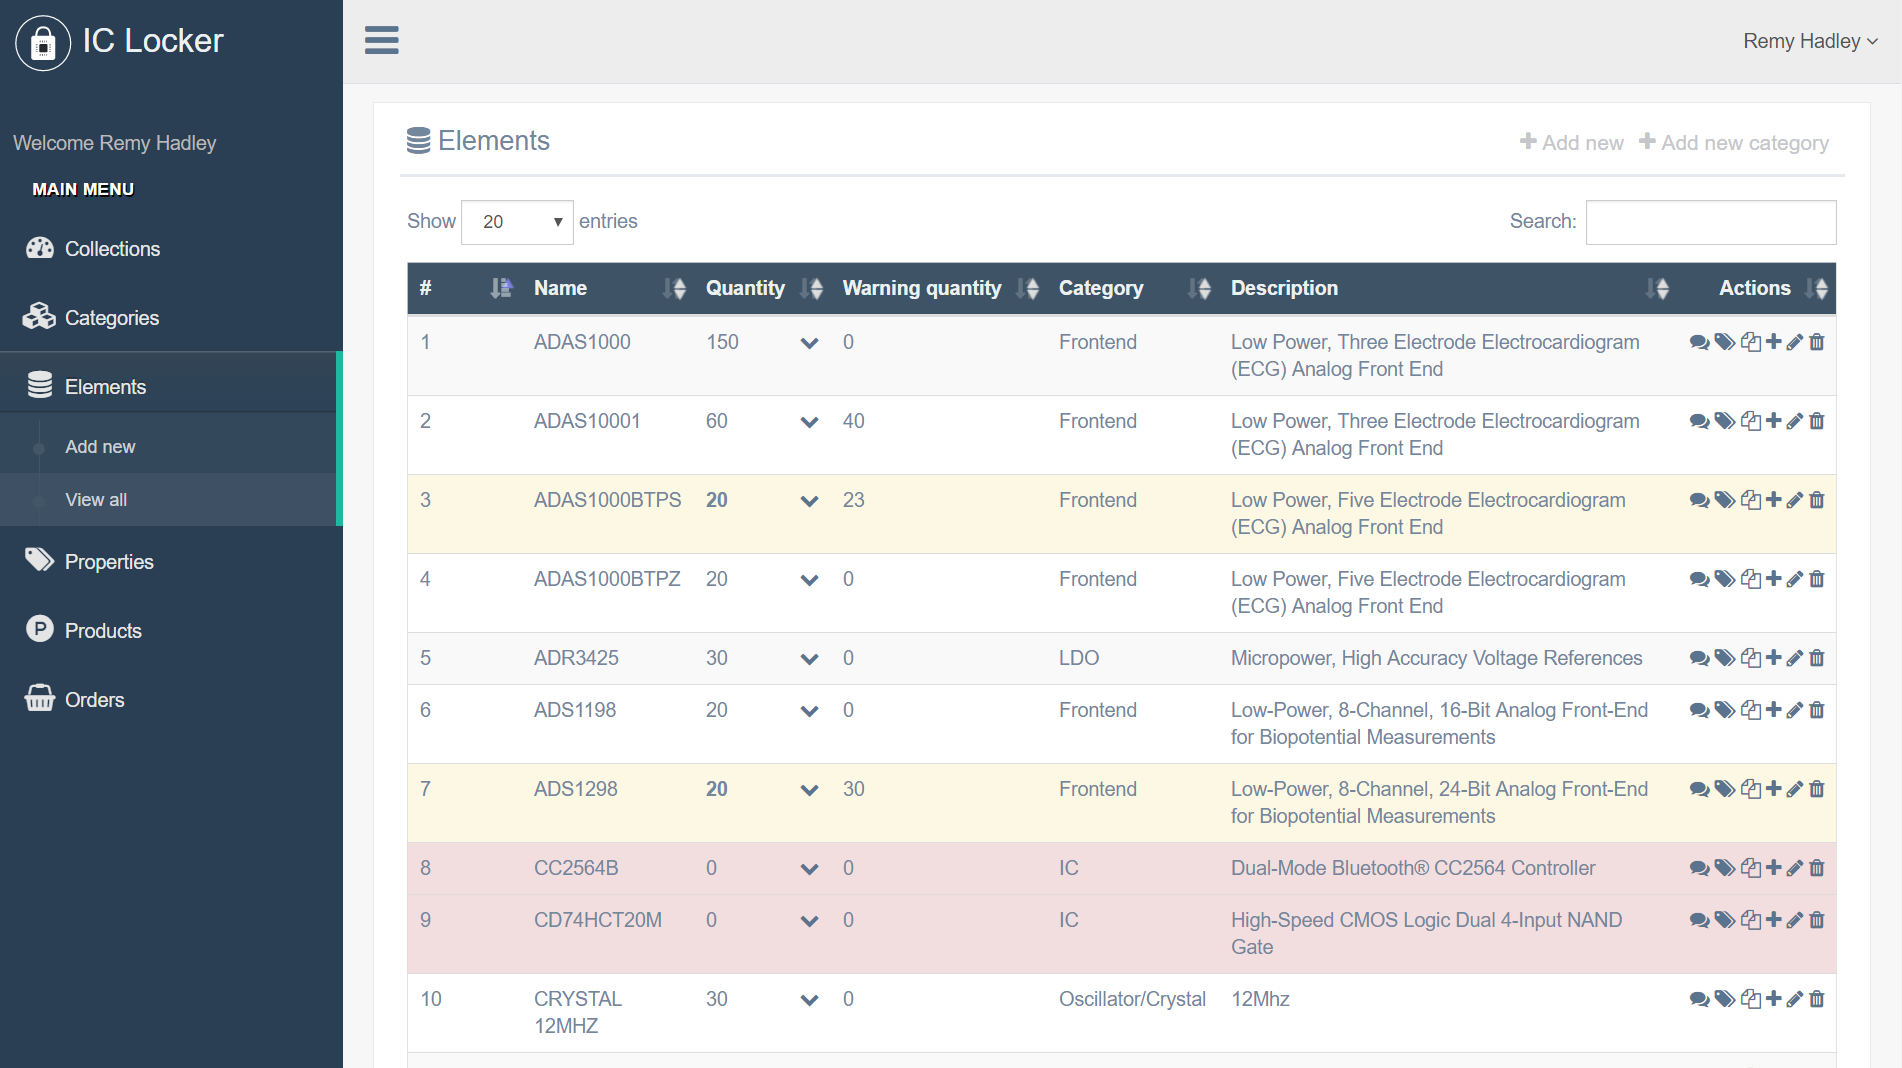 IC Locker
Remy Hadley
Welcome Remy Hadley
MAIN MENU
Collections
Categories
Elements
Add new
View all
Properties
P
Products
Orders
Elements
Add new Add new category
Show 20 entries Search:
# Name Quantity Warning quantity Category Description Actions
1 ADAS1000 150 0 Frontend Low Power, Three Electrode Electrocardiogram
(ECG) Analog Front End
2 ADAS10001 60 40 Frontend Low Power, Three Electrode Electrocardiogram
(ECG) Analog Front End
3 ADAS1000BTPS 20 23 Frontend Low Power, Five Electrode Electrocardiogram
(ECG) Analog Front End
4 ADAS1000BTPZ 20 0 Frontend Low Power, Five Electrode Electrocardiogram
(ECG) Analog Front End
5 ADR3425 30 0 LDO Micropower, High Accuracy Voltage References
6 ADS1198 20 0 Frontend Low-Power, 8-Channel, 16-Bit Analog Front-End
for Biopotential Measurements
7 ADS1298 20 30 Frontend Low-Power, 8-Channel, 24-Bit Analog Front-End
for Biopotential Measurements
8 CC2564B 0 0 IC Dual-Mode Bluetooth® CC2564 Controller
9 CD74HCT20M 0 0 IC High-Speed CMOS Logic Dual 4-Input NAND
Gate
10 CRYSTAL 30 0 Oscillator/Crystal 12Mhz
12MHZ